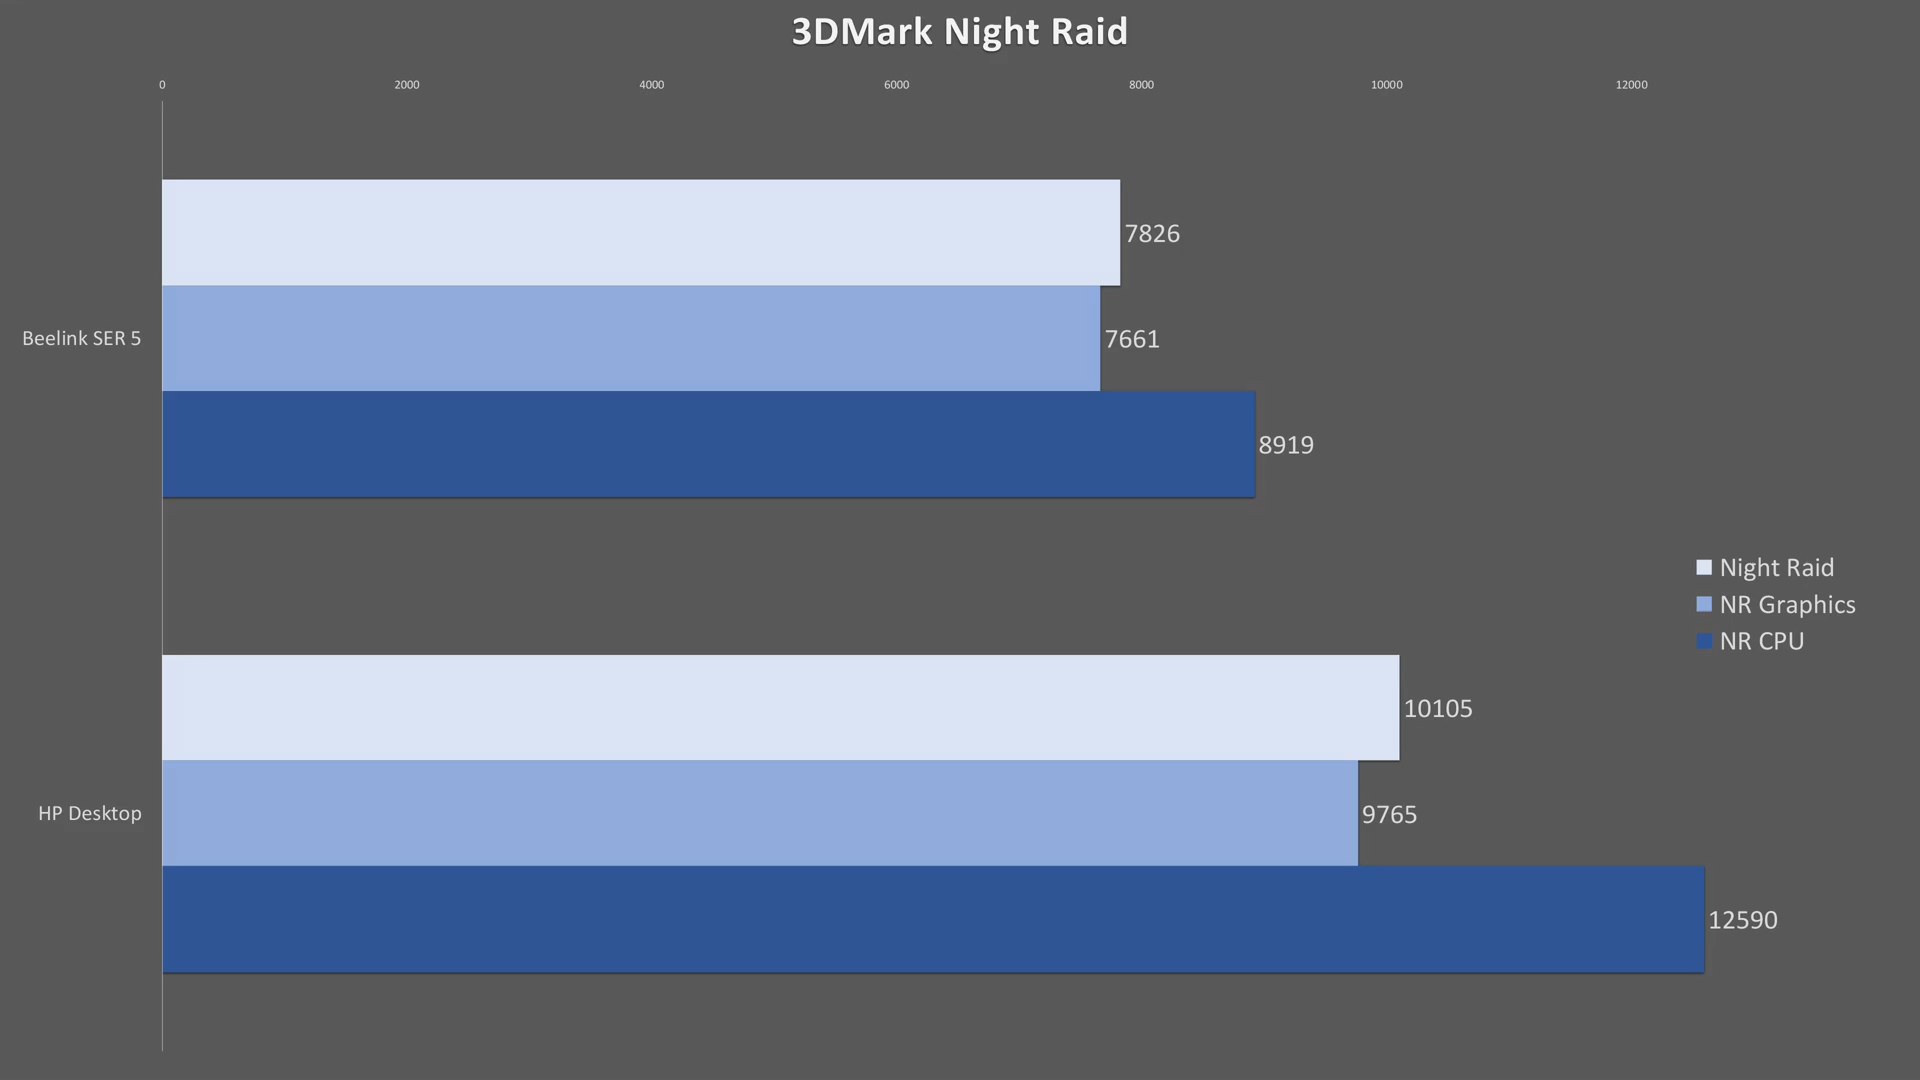 3DMark Night Raid
0 2000 4000 6000 8000 10000 12000
7826
Beelink SER 5
7661
8919
Night Raid
NR Graphics
NR CPU
10105
HP Desktop
9765
12590